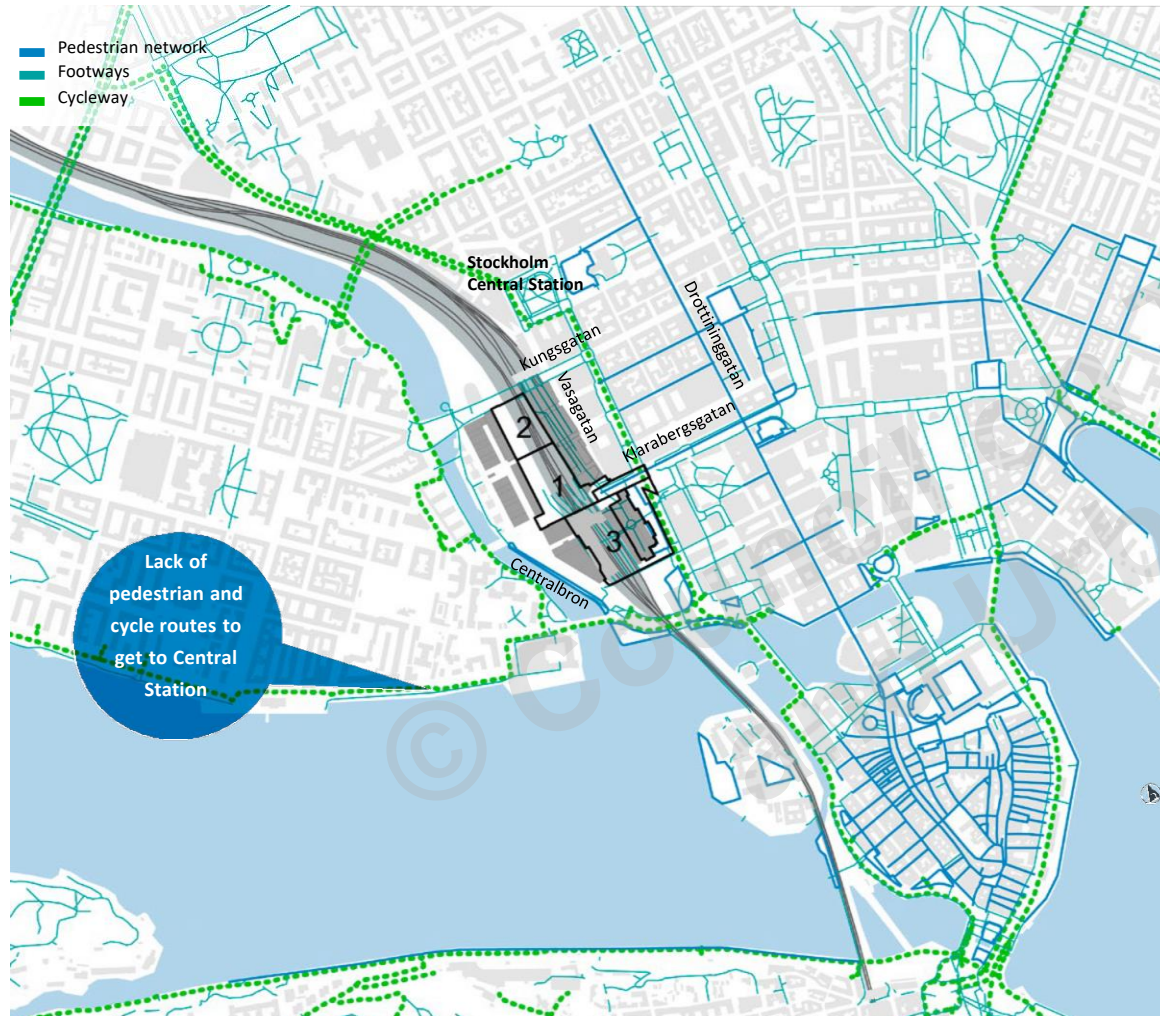 Pedestrian network
Footways
Cycleway
Stockholm
Central Station
Kungsgatan
Vasagatan
Drottininggatan
Klarabergsgatan
2
1
3
Centralbron
Lack of
pedestrian and
cycle routes to
get to Central
Station